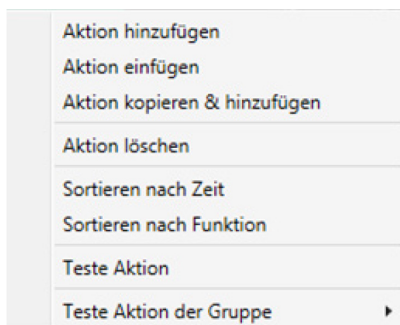 Aktion hinzufügen
Aktion einfügen
Aktion kopieren & hinzufügen
Aktion löschen
Sortieren nach Zeit
Sortieren nach Funktion
Teste Aktion
Teste Aktion der Gruppe